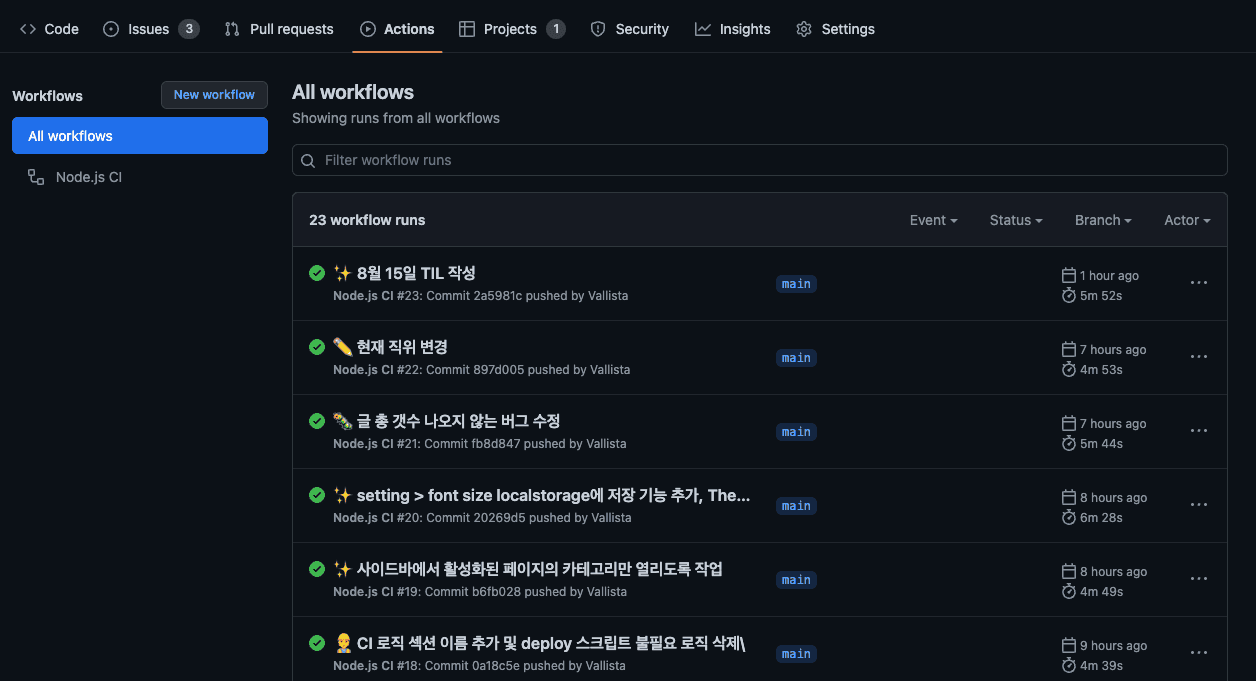 Code Issues 3 Pull requests Actions Projects 1 Security Insights Settings
Workflows
New workflow
All workflows
Node.js CI
All workflows
Showing runs from all workflows
Filter workflow runs
23 workflow runs Event Status Branch Actor
✨ 8월 15일 TIL 작성
Node.js CI #23: Commit 2a5981c pushed by Vallista
main
1 hour ago
5m 52s
✏️ 현재 직위 변경
Node.js CI #22: Commit 897d005 pushed by Vallista
main
7 hours ago
4m 53s
🐛 글 총 갯수 나오지 않는 버그 수정
Node.js CI #21: Commit fb8d847 pushed by Vallista
main
7 hours ago
5m 44s
✨ setting > font size localstorage에 저장 기능 추가, The...
Node.js CI #20: Commit 20269d5 pushed by Vallista
main
8 hours ago
6m 28s
✨ 사이드바에서 활성화된 페이지의 카테고리만 열리도록 작업
Node.js CI #19: Commit b6fb028 pushed by Vallista
main
8 hours ago
4m 49s
👷 CI 로직 섹션 이름 추가 및 deploy 스크립트 불필요 로직 삭제\
Node.js CI #18: Commit 0a18c5e pushed by Vallista
main
9 hours ago
4m 39s